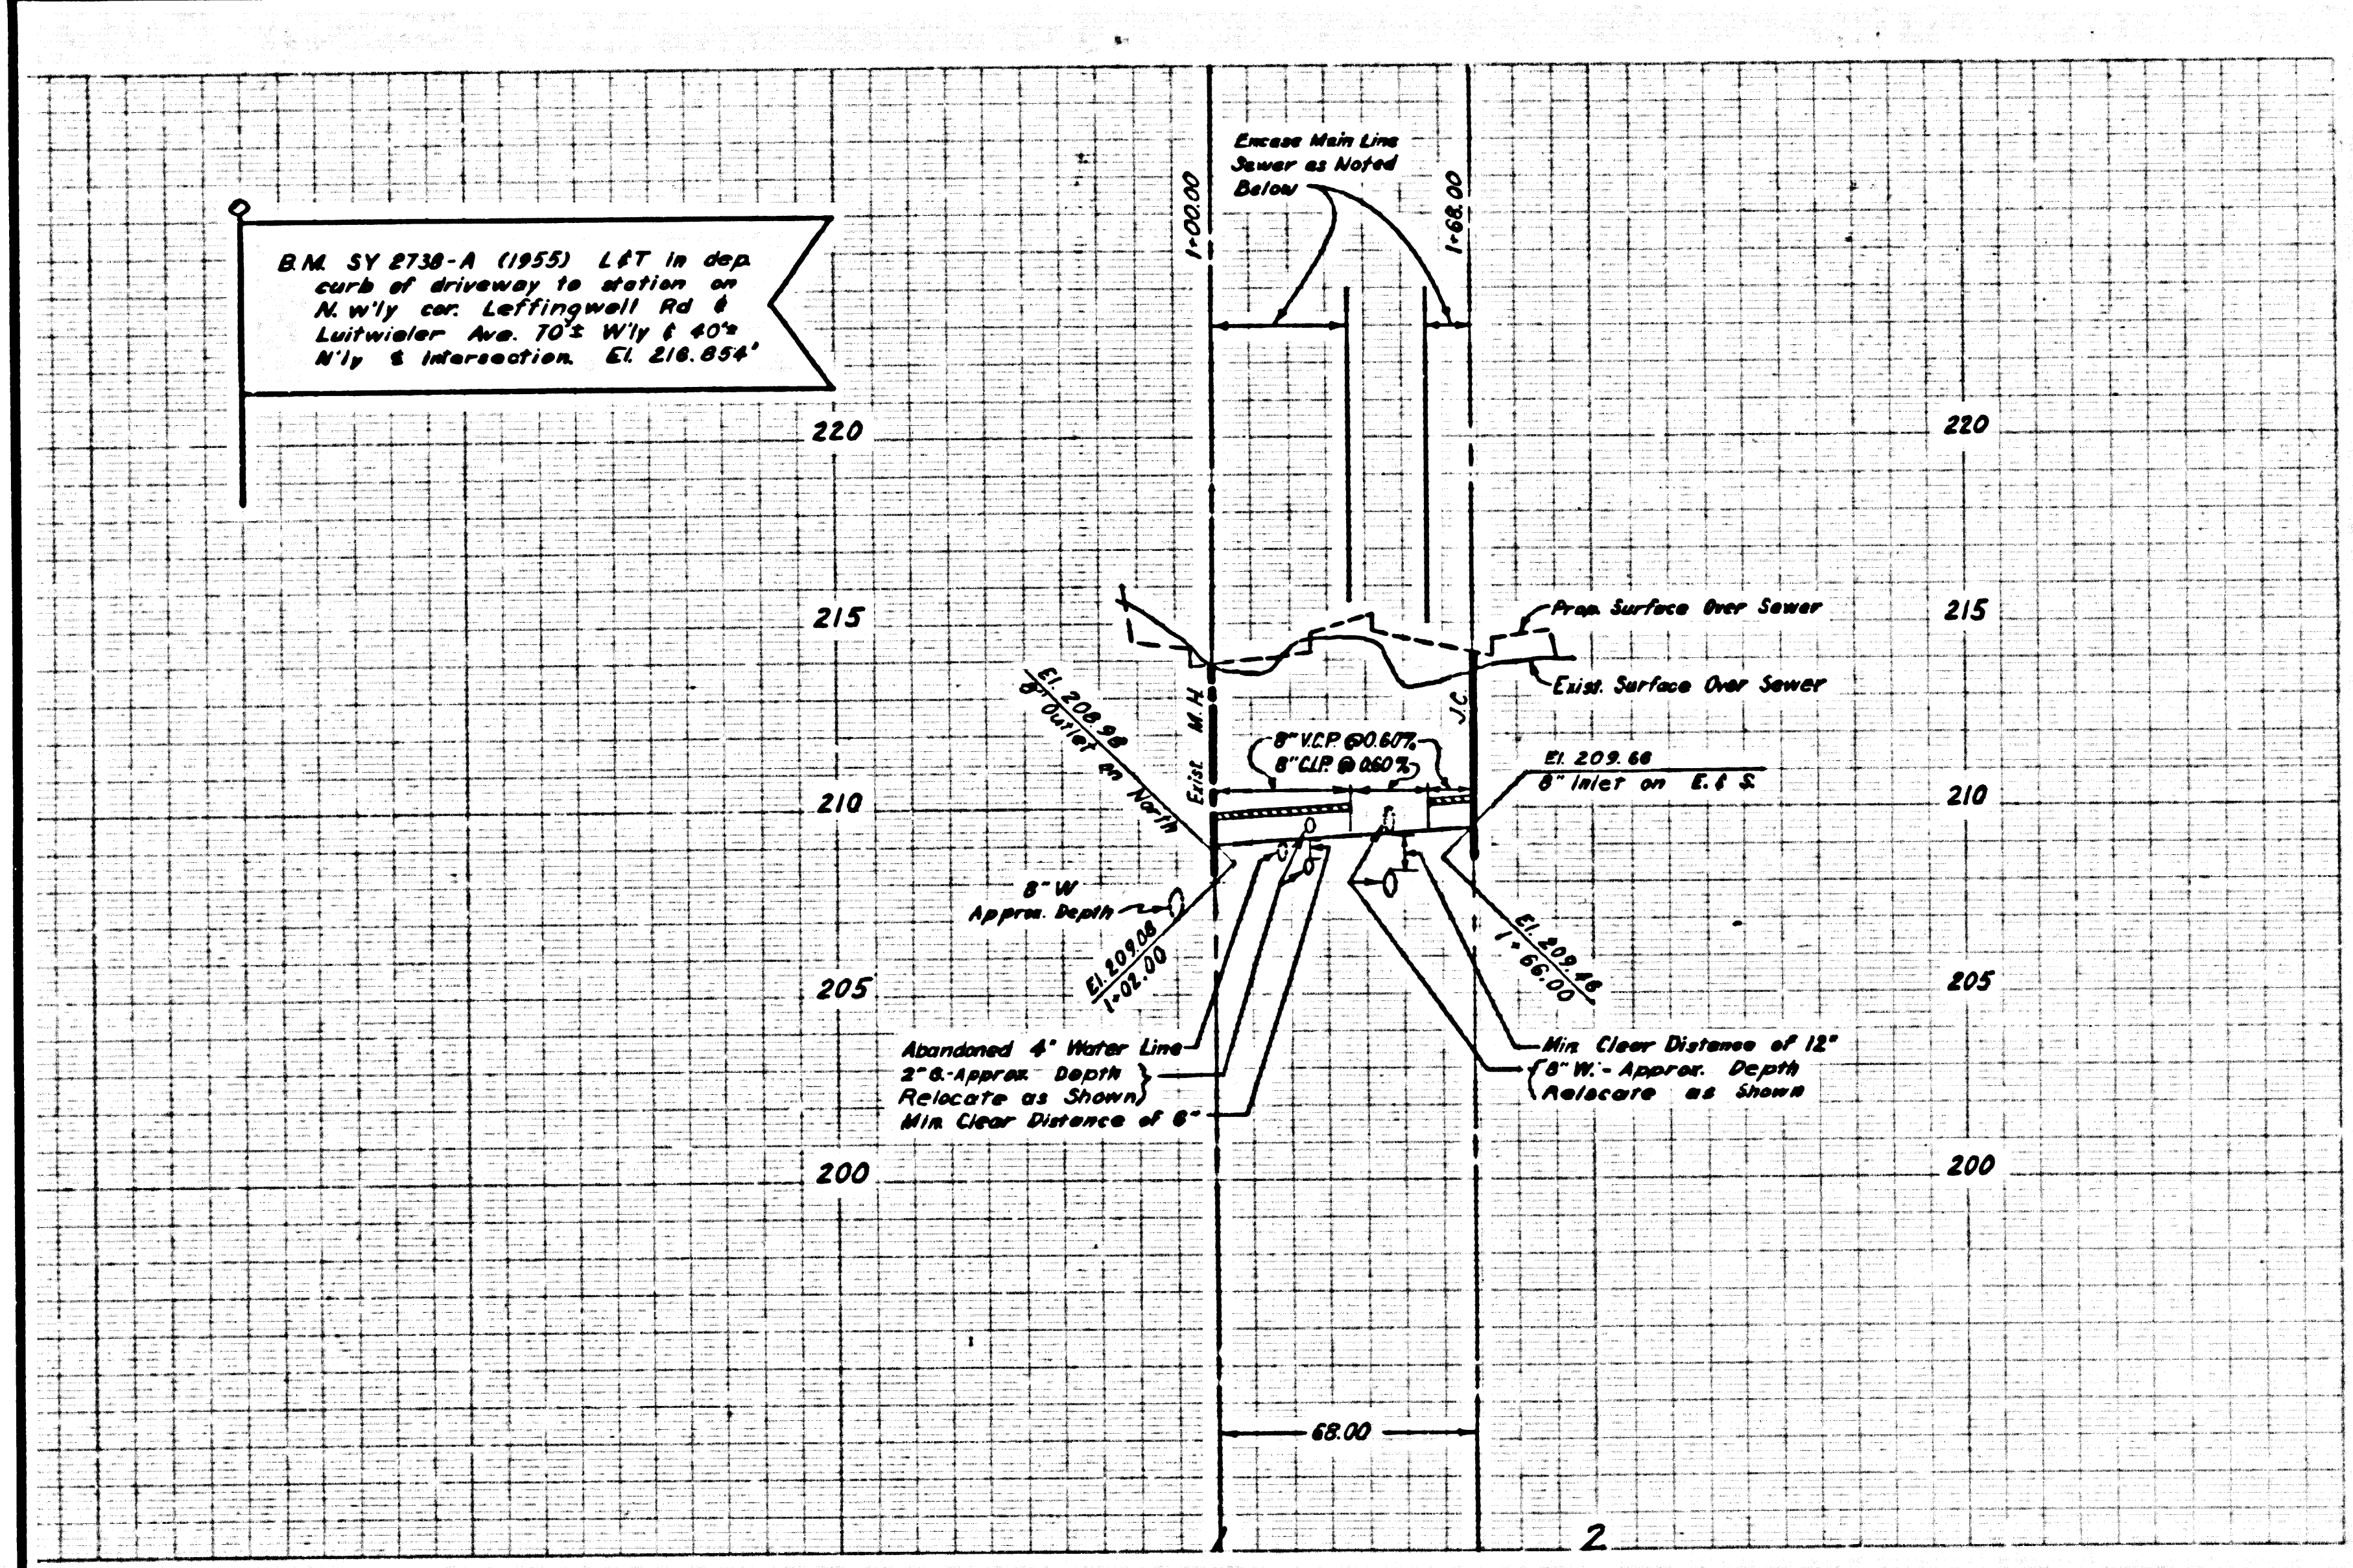 Encase Main Line
Sewer as Noted
Below
1+00.00
1+68.00
B.M. SY 2738-A (1955) L&T in dep.
curb of driveway to station on
N. w'ly cor. Leffingwell Rd &
Luitwieler Ave. 70'± W'ly & 40'±
N'ly ℄ Intersection. El. 216.854'
220
220
215
215
Prop. Surface Over Sewer
Exist. Surface Over Sewer
El. 208.98
8" Outlet on North
Exist. M.H.
J.C.
8" V.C.P. @ 0.60%
8" C.I.P. @ 0.60%
El. 209.68
8" Inlet on E. & S.
210
210
8" W
Approx. Depth
El. 209.08
1+02.00
El. 209.46
1+66.00
205
205
Abandoned 4" Water Line
2" G.-Approx. Depth
Relocate as Shown
Min. Clear Distance of 6"
Min. Clear Distance of 12"
8" W.- Approx. Depth
Relocate as Shown
200
200
68.00
1
2